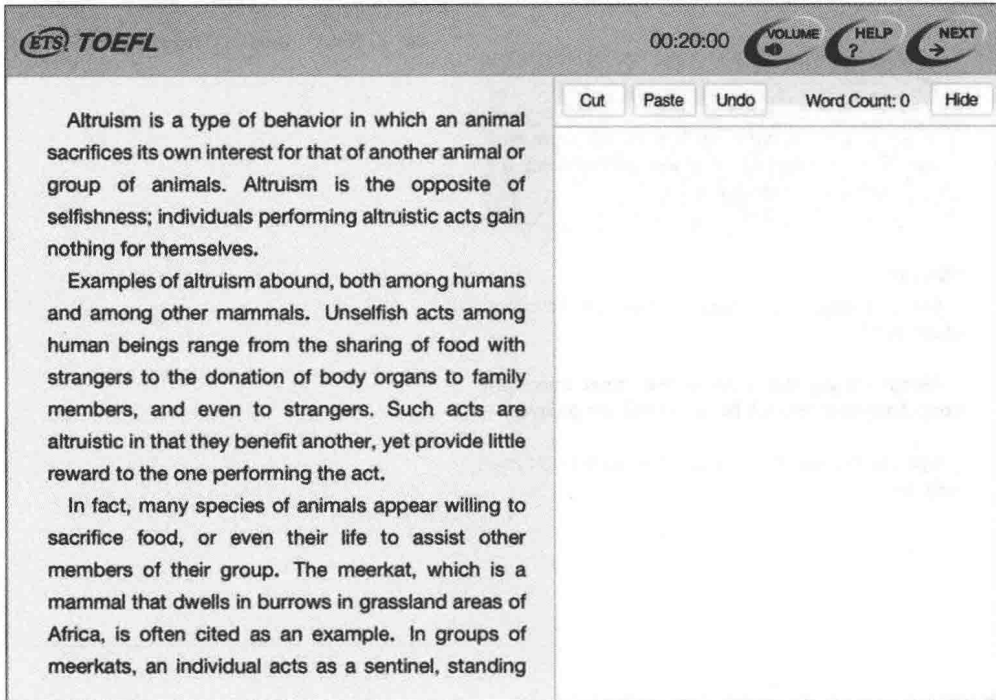 ETS TOEFL
00:20:00
VOLUME
HELP
?
NEXT
Cut Paste Undo Word Count: 0 Hide
Altruism is a type of behavior in which an animal
sacrifices its own interest for that of another animal or
group of animals. Altruism is the opposite of
selfishness; individuals performing altruistic acts gain
nothing for themselves.
Examples of altruism abound, both among humans
and among other mammals. Unselfish acts among
human beings range from the sharing of food with
strangers to the donation of body organs to family
members, and even to strangers. Such acts are
altruistic in that they benefit another, yet provide little
reward to the one performing the act.
In fact, many species of animals appear willing to
sacrifice food, or even their life to assist other
members of their group. The meerkat, which is a
mammal that dwells in burrows in grassland areas of
Africa, is often cited as an example. In groups of
meerkats, an individual acts as a sentinel, standing